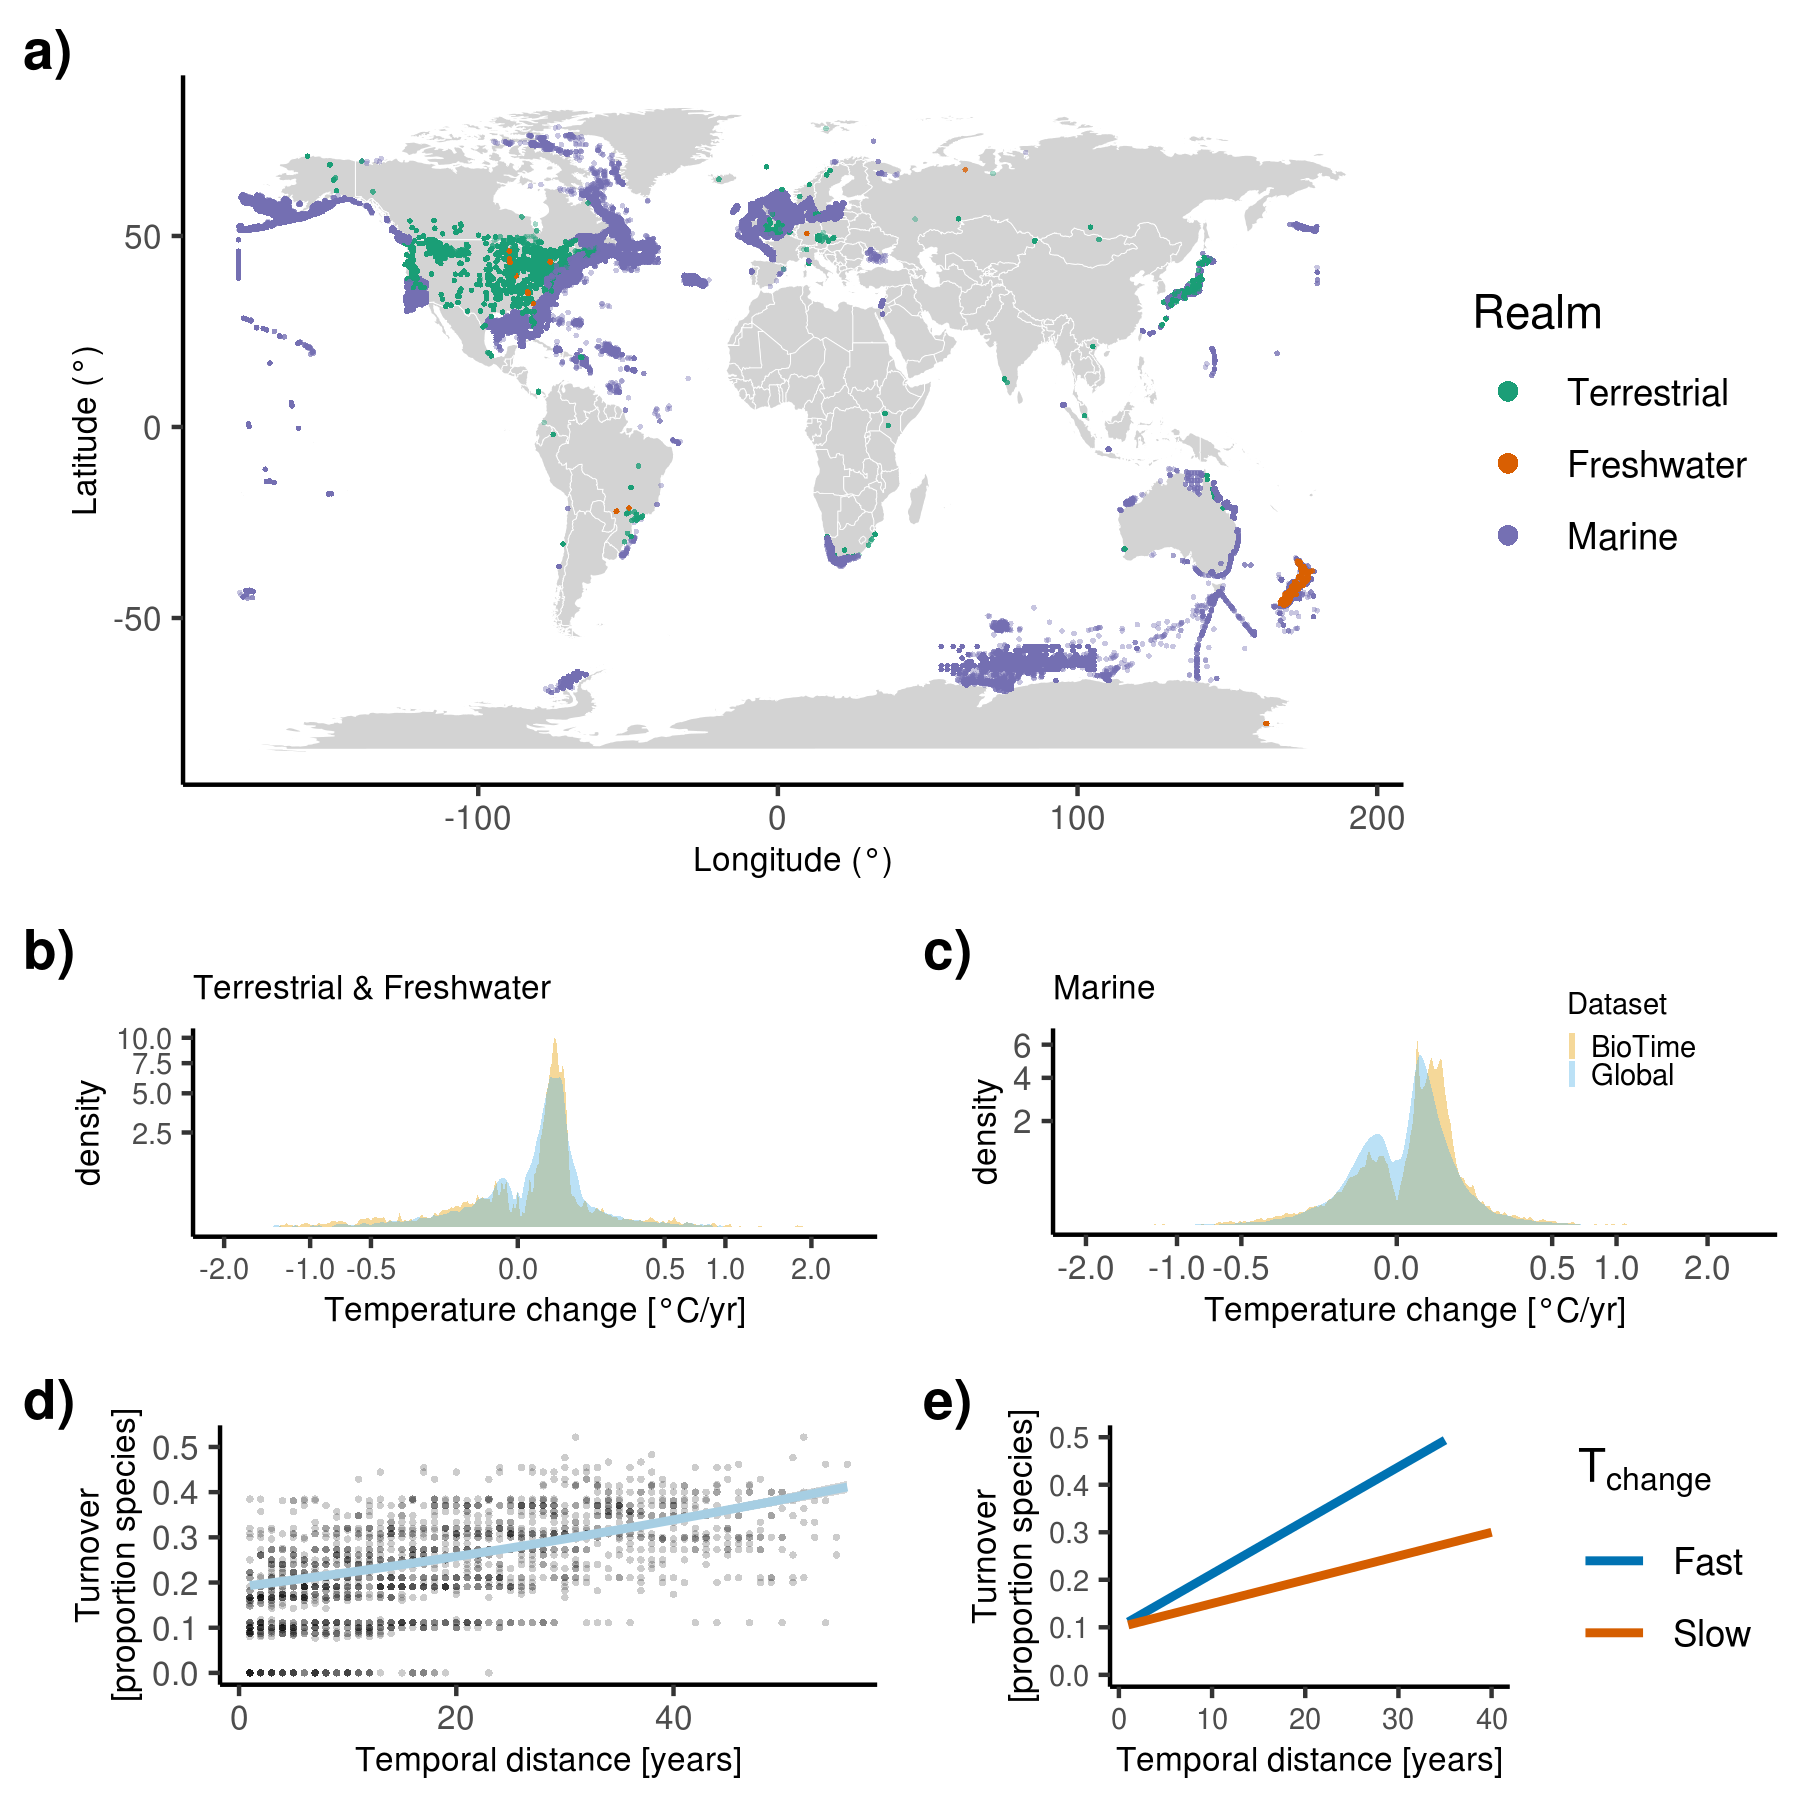 a)
50
0
-50
Latitude (°)
-100
0
100
200
Longitude (°)
Realm
Terrestrial
Freshwater
Marine
b)
Terrestrial & Freshwater
10.0
7.5
5.0
2.5
density
-2.0
-1.0
-0.5
0.0
0.5
1.0
2.0
Temperature change [°C/yr]
c)
Marine
6
4
2
density
-2.0
-1.0
-0.5
0.0
0.5
1.0
2.0
Temperature change [°C/yr]
Dataset
BioTime
Global
d)
Turnover
[proportion species]
0.5
0.4
0.3
0.2
0.1
0.0
0
20
40
Temporal distance [years]
e)
Turnover
[proportion species]
0.5
0.4
0.3
0.2
0.1
0.0
0
10
20
30
40
Temporal distance [years]
Tchange
Fast
Slow